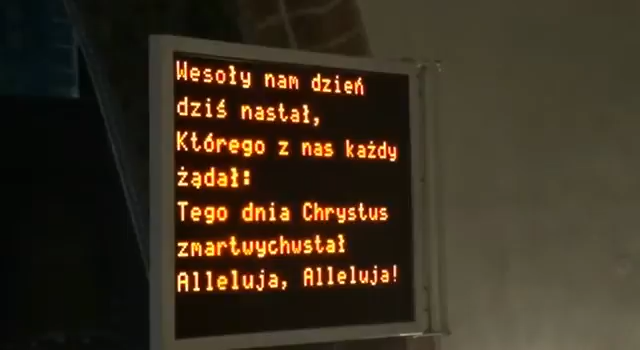 Wesoły nam dzień
dziś nastał,
Którego z nas każdy
żądał:
Tego dnia Chrystus
zmartwychwstał
Alleluja, Alleluja!